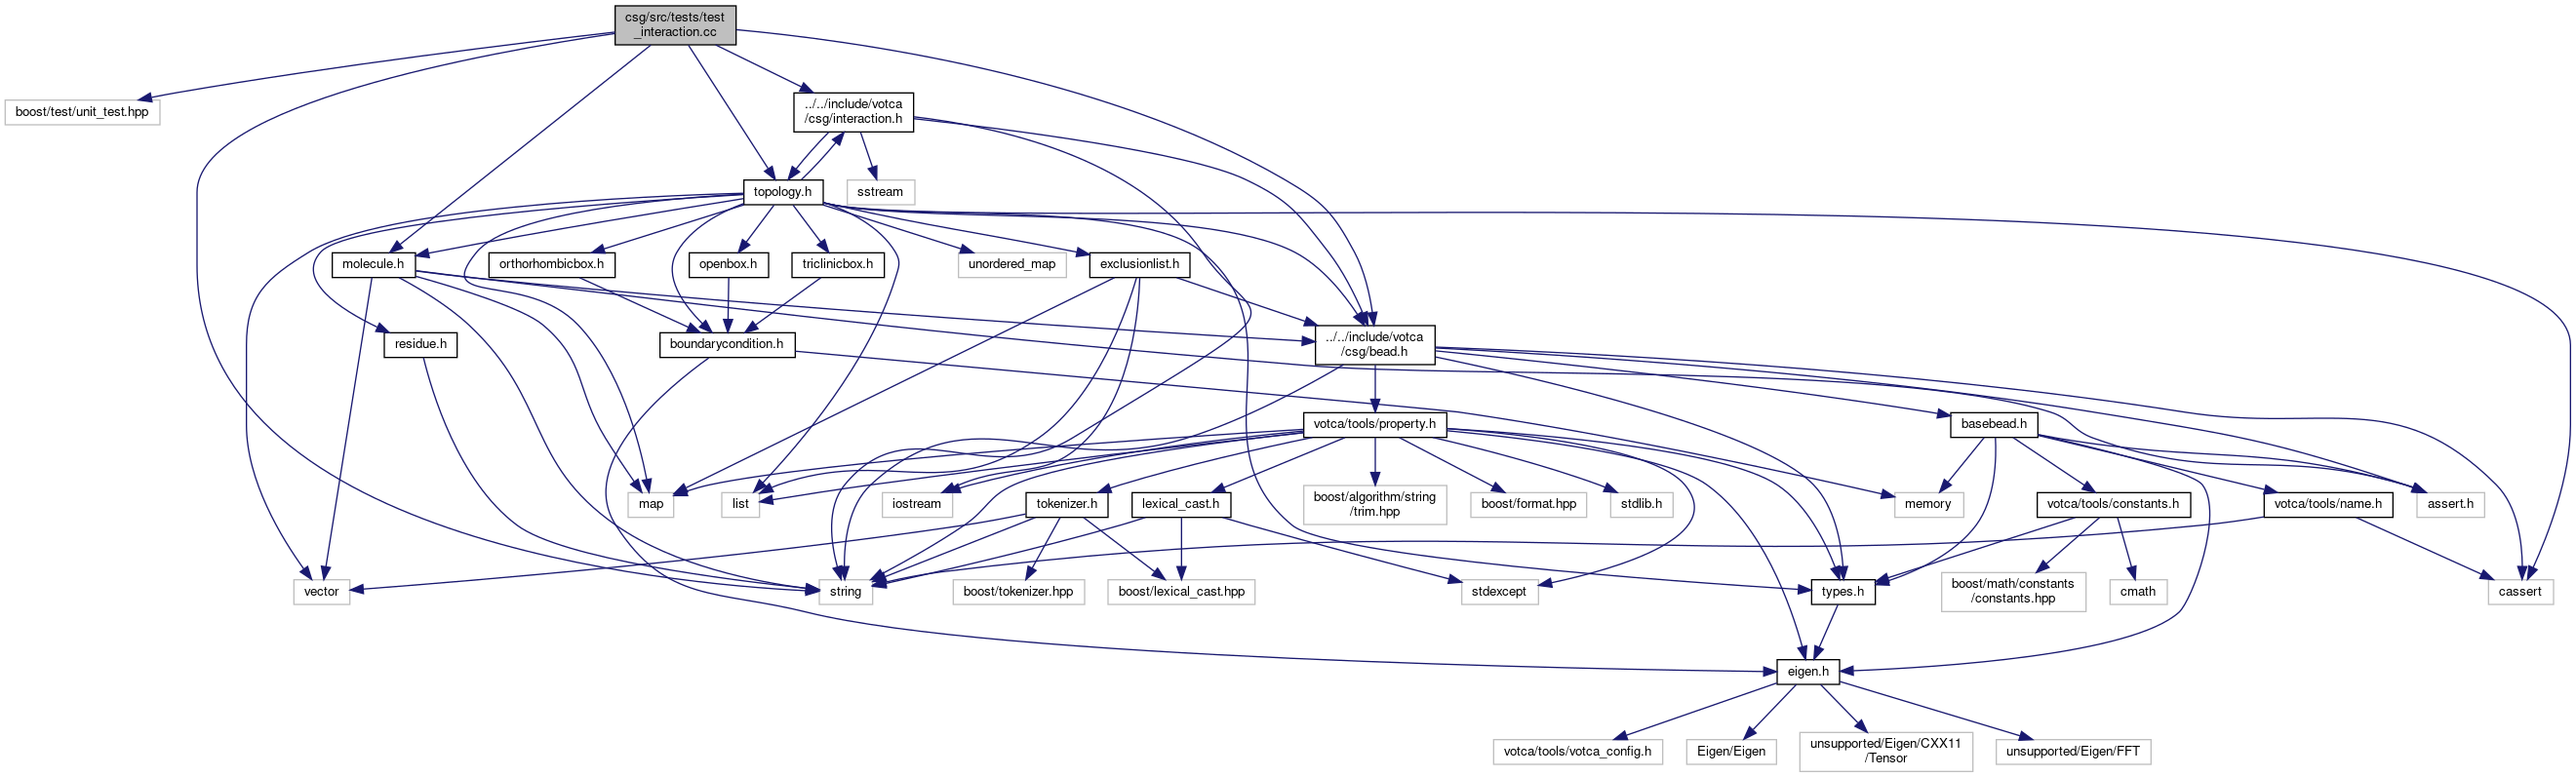 csg/src/tests/test
_interaction.cc
boost/test/unit_test.hpp
../../include/votca
/csg/interaction.h
topology.h
sstream
molecule.h
orthorhombicbox.h
openbox.h
triclinicbox.h
unordered_map
exclusionlist.h
residue.h
boundarycondition.h
../../include/votca
/csg/bead.h
votca/tools/property.h
basebead.h
map
list
iostream
tokenizer.h
lexical_cast.h
boost/algorithm/string
/trim.hpp
boost/format.hpp
stdlib.h
memory
votca/tools/constants.h
votca/tools/name.h
assert.h
vector
string
boost/tokenizer.hpp
boost/lexical_cast.hpp
stdexcept
types.h
boost/math/constants
/constants.hpp
cmath
cassert
eigen.h
votca/tools/votca_config.h
Eigen/Eigen
unsupported/Eigen/CXX11
/Tensor
unsupported/Eigen/FFT